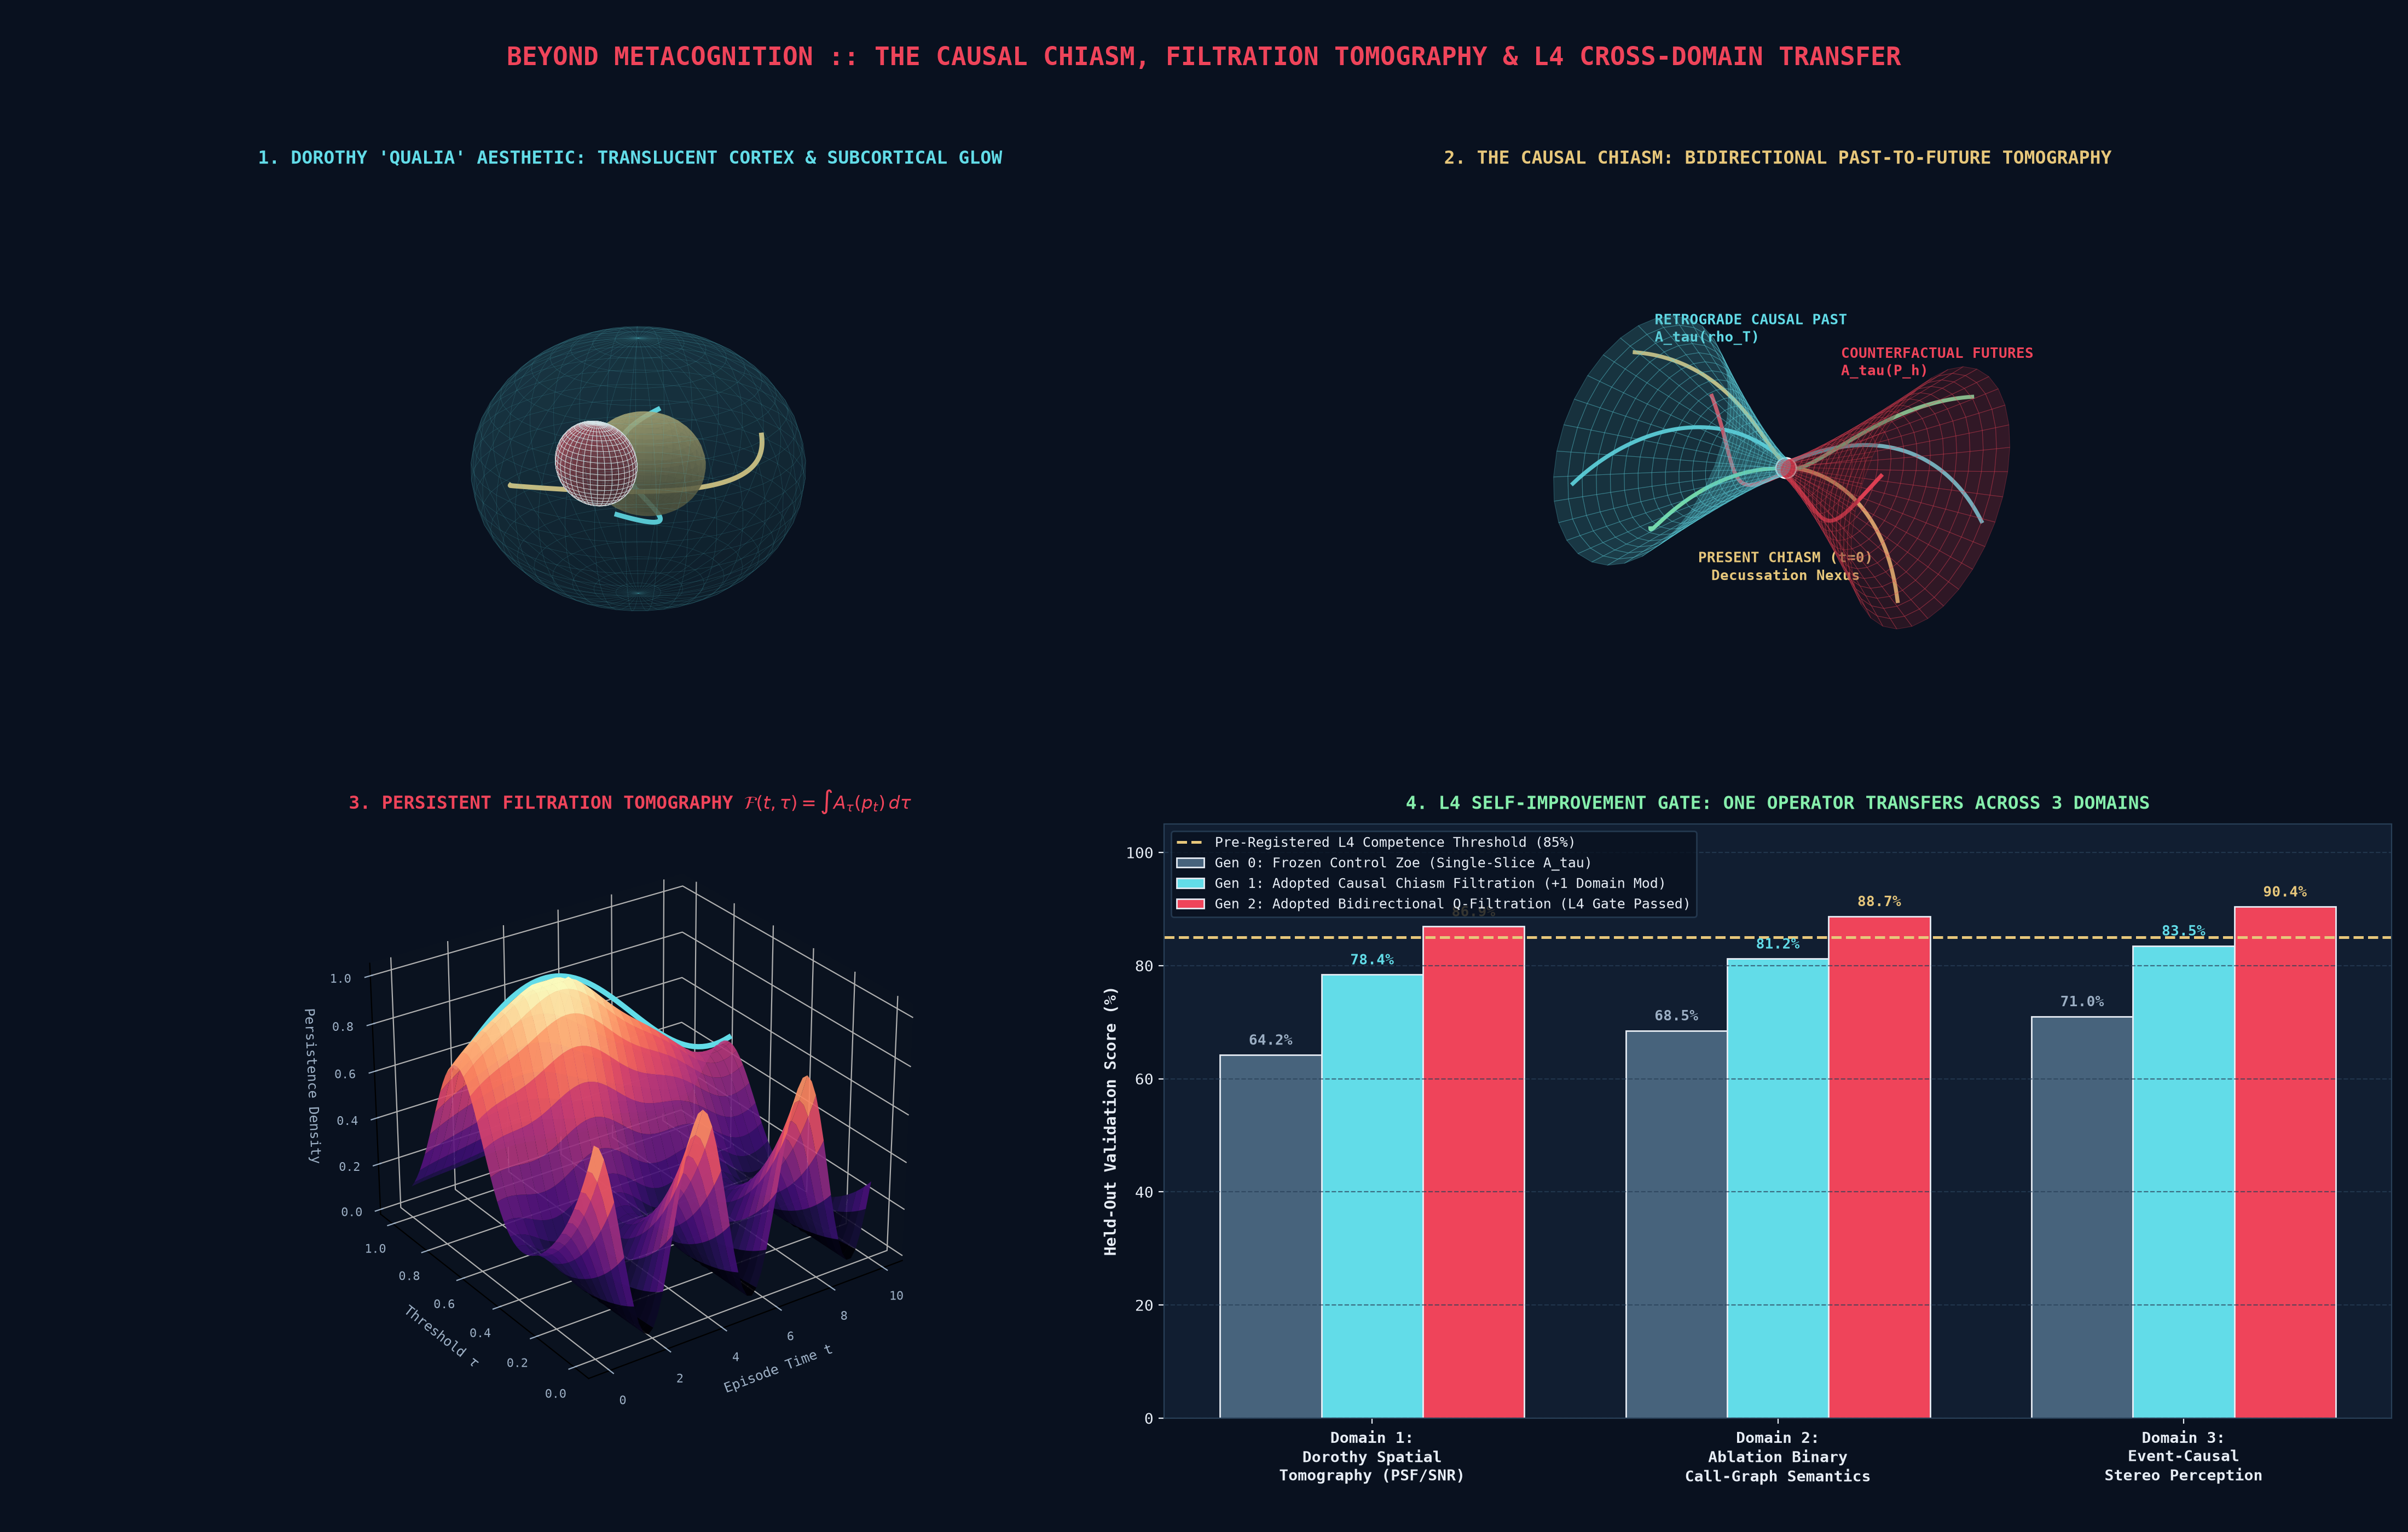 BEYOND METACOGNITION :: THE CAUSAL CHIASM, FILTRATION TOMOGRAPHY & L4 CROSS-DOMAIN TRANSFER
1. DOROTHY 'QUALIA' AESTHETIC: TRANSLUCENT CORTEX & SUBCORTICAL GLOW
2. THE CAUSAL CHIASM: BIDIRECTIONAL PAST-TO-FUTURE TOMOGRAPHY
RETROGRADE CAUSAL PAST
A_tau(rho_T)
COUNTERFACTUAL FUTURES
A_tau(P_h)
PRESENT CHIASM (t=0)
Decussation Nexus
3. PERSISTENT FILTRATION TOMOGRAPHY F(t, τ) = ∫ A_τ(p_t) dτ
1.0
0.8
0.6
0.4
0.2
0.0
Persistence Density
1.0
0.8
0.6
0.4
0.2
0.0
Threshold τ
0
2
4
6
8
10
Episode Time t
4. L4 SELF-IMPROVEMENT GATE: ONE OPERATOR TRANSFERS ACROSS 3 DOMAINS
Pre-Registered L4 Competence Threshold (85%)
Gen 0: Frozen Control Zoe (Single-Slice A_tau)
Gen 1: Adopted Causal Chiasm Filtration (+1 Domain Mod)
Gen 2: Adopted Bidirectional Q-Filtration (L4 Gate Passed)
100
80
60
40
20
0
Held-Out Validation Score (%)
64.2%
78.4%
86.9%
68.5%
81.2%
88.7%
71.0%
83.5%
90.4%
Domain 1:
Dorothy Spatial
Tomography (PSF/SNR)
Domain 2:
Ablation Binary
Call-Graph Semantics
Domain 3:
Event-Causal
Stereo Perception